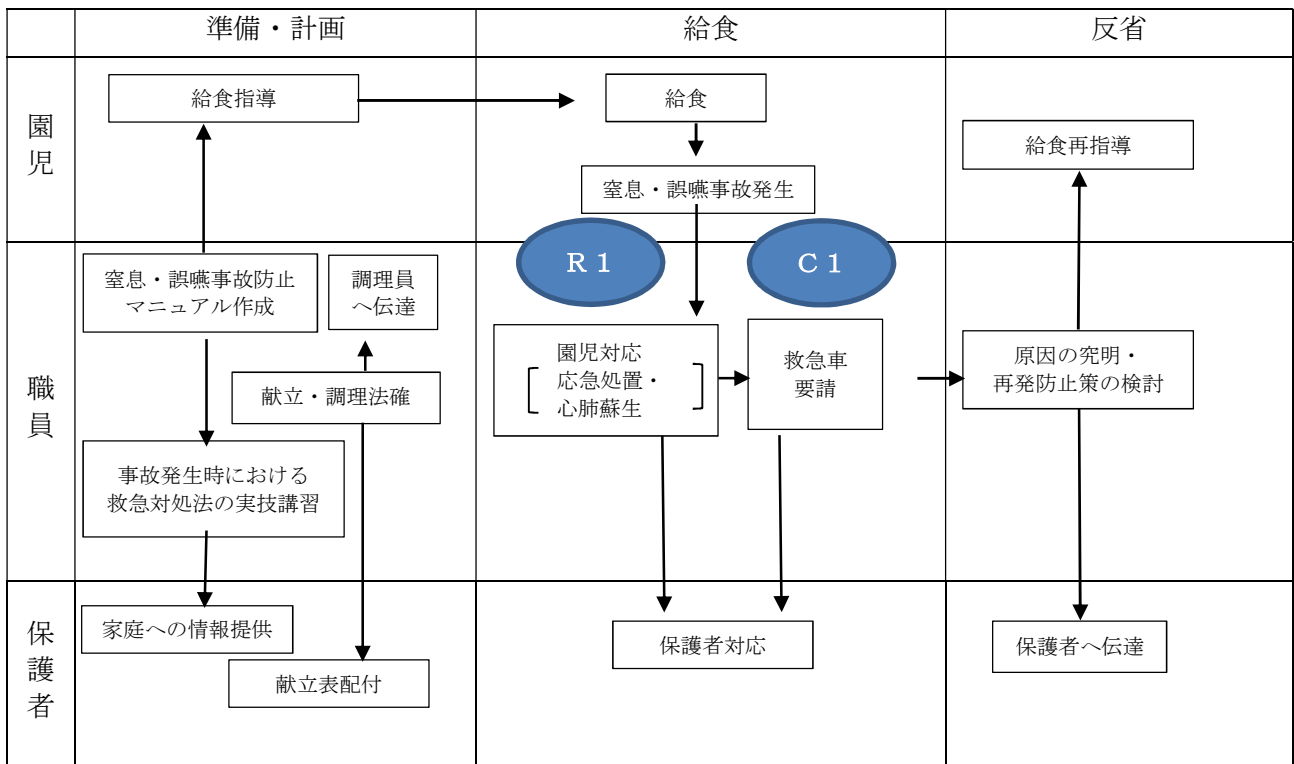 準備・計画
給食
反省
園児
給食指導
給食
窒息・誤嚥事故発生
給食再指導
職員
窒息・誤嚥事故防止
マニュアル作成
調理員
へ伝達
献立・調理法確
事故発生時における
救急対処法の実技講習
R1
C1
園児対応
応急処置・
心肺蘇生
救急車
要請
原因の究明・
再発防止策の検討
保護者
家庭への情報提供
献立表配付
保護者対応
保護者へ伝達